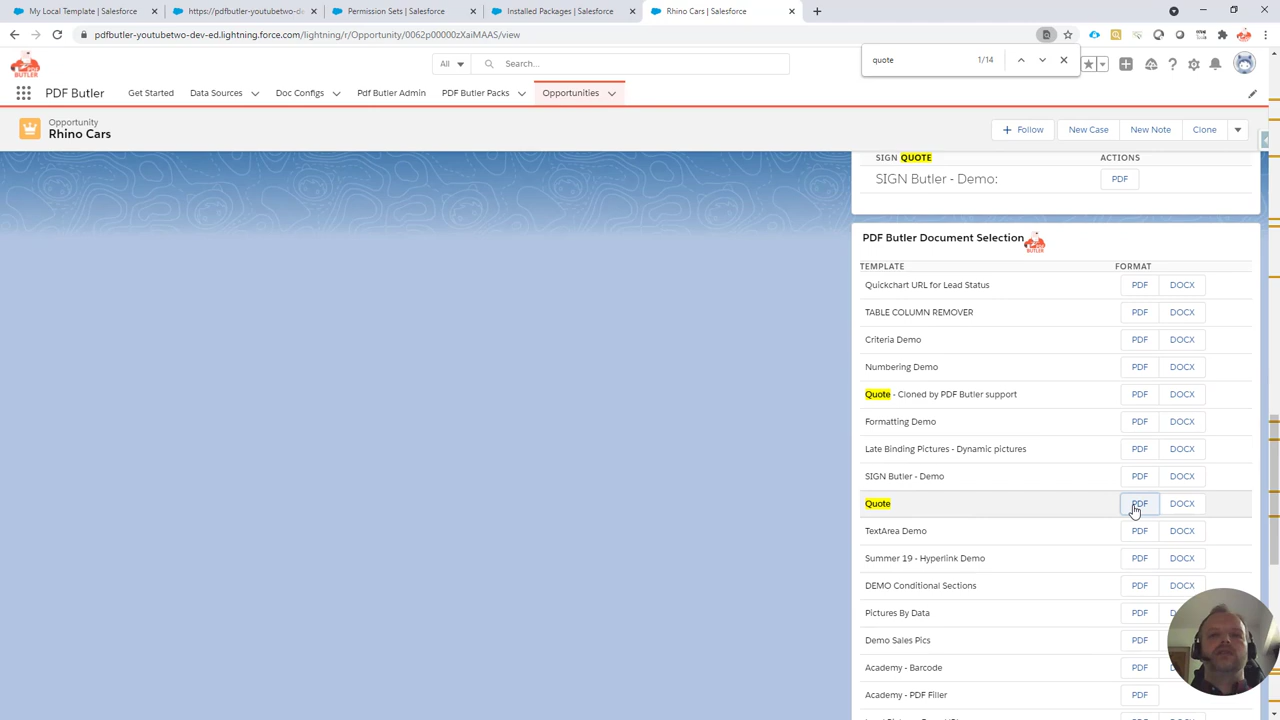 My Local Template | Salesforce
https://pdfbutler-youtubetwo-de
Permission Sets | Salesforce
Installed Packages | Salesforce
Rhino Cars | Salesforce
pdfbutler-youtubetwo-dev-ed.lightning.force.com/lightning/r/Opportunity/0062p00000zXaiMAAS/view
quote 1/14
BUTLER
All Search...
PDF Butler Get Started Data Sources Doc Configs Pdf Butler Admin PDF Butler Packs Opportunities
Opportunity
Rhino Cars
Follow New Case New Note Clone
SIGN QUOTE ACTIONS
SIGN Butler - Demo: PDF
PDF Butler Document Selection
BUTLER
TEMPLATE FORMAT
Quickchart URL for Lead Status PDF DOCX
TABLE COLUMN REMOVER PDF DOCX
Criteria Demo PDF DOCX
Numbering Demo PDF DOCX
Quote - Cloned by PDF Butler support PDF DOCX
Formatting Demo PDF DOCX
Late Binding Pictures - Dynamic pictures PDF DOCX
SIGN Butler - Demo PDF DOCX
Quote PDF DOCX
TextArea Demo PDF DOCX
Summer 19 - Hyperlink Demo PDF DOCX
DEMO Conditional Sections PDF DOCX
Pictures By Data PDF
Demo Sales Pics PDF
Academy - Barcode PDF
Academy - PDF Filler PDF